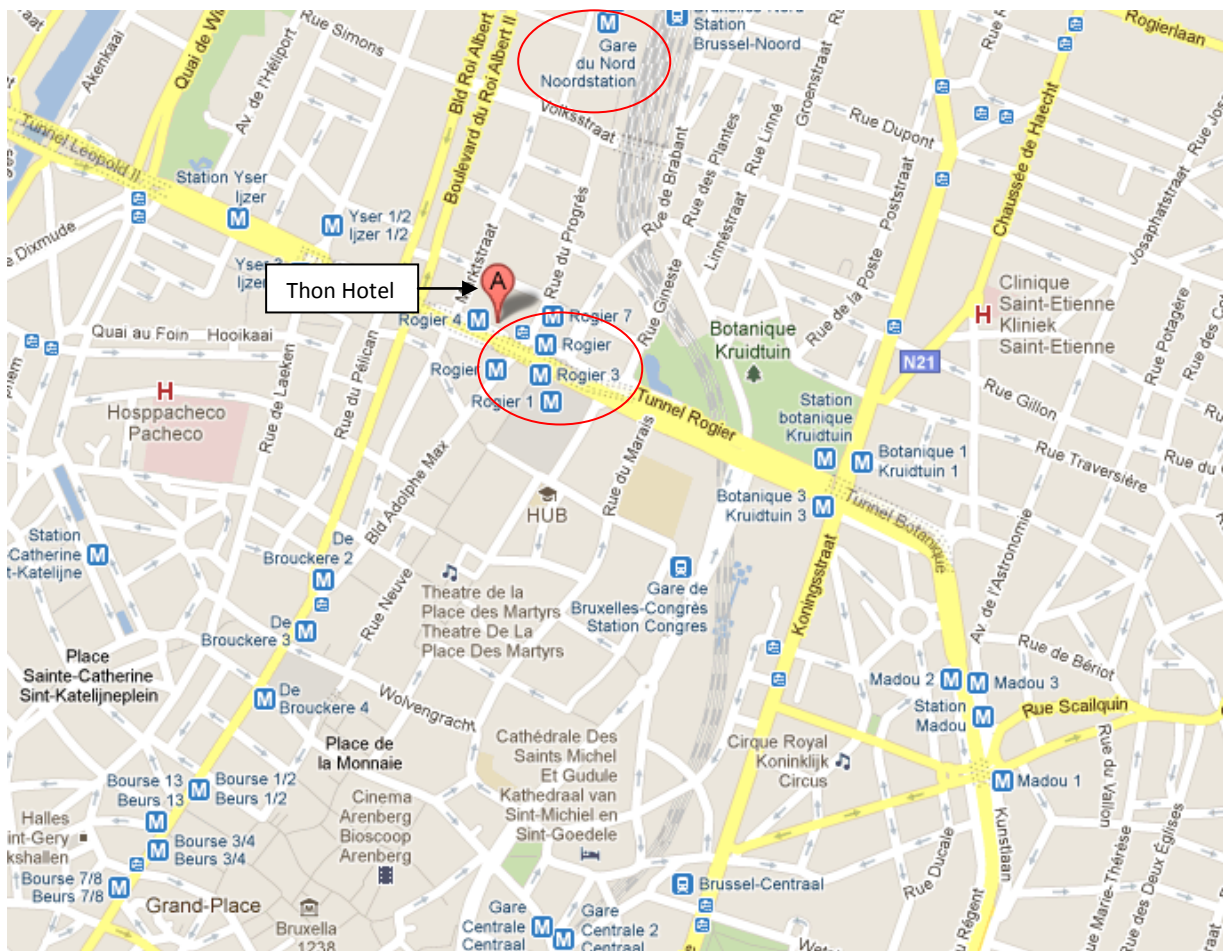 Rue Simons
Akenkaai
Quai de
Av. de l'Héliport
Bld Roi Albert II
Boulevard du Roi Albert II
Gare
du Nord
Noordstation
Station
Brussel-Noord
Rogierlaan
Volksstraat
Groenstraat
Rue Dupont
Chaussée de Haecht
Rue Linné
Rue des Plantes
Rue de Brabant
Josaphatstraat
Tunnel Léopold II
Station Yser
Ijzer
Yser 1/2
Ijzer 1/2
Dixmude
Linnéstraat
Poststraat
Rue de la Poste
Rue du Progrès
Thon Hotel
A
Rogier 4
Rogier 7
Rogier
Rogier
Rogier 3
Rogier 1
Rue Gineste
Botanique
Kruidtuin
Clinique
Saint-Etienne
Kliniek
Saint-Etienne
Rue Potagère
N21
Quai au Foin
Hooikaai
Rue de Laeken
Rue du Pélican
Hosppacheco
Pacheco
Tunnel Rogier
Station
botanique
Kruidtuin
Rue Gillon
Rue Traversière
Botanique 1
Kruidtuin 1
Botanique 3
Kruidtuin 3
Tunnel Botanique
Rue du Marais
Bld Adolphe Max
HUB
Koningsstraat
Av. de l'Astronomie
Station
Catherine
t-Katelijne
De
Brouckere 2
De
Brouckere 3
Rue Neuve
Theatre de la
Place des Martyrs
Theatre De La
Place Des Martyrs
Gare de
Bruxelles-Congrès
Station Congres
Place
Sainte-Catherine
Sint-Katelijneplein
De
Brouckere 4
Wolvengracht
Rue de Bériot
Madou 2
Madou 3
Station
Madou
Rue Scailquin
Place de
la Monnaie
Cathédrale Des
Saints Michel
Et Gudule
Kathedraal van
Sint-Michiel en
Sint-Goedele
Cirque Royal
Koninklijk
Circus
Madou 1
Rue du Vallon
Bourse 13
Beurs 13
Bourse 1/2
Beurs 1/2
Cinema
Arenberg
Bioscoop
Arenberg
Halles
Bourse 3/4
Beurs 3/4
Bourse 7/8
Beurs 7/8
Kunstlaan
Rue Ducale
Rue Marie-Thérèse
Rue des Deux Églises
Brussel-Centraal
Grand-Place
Bruxella
1238
Gare
Centrale
Centraal
Gare
Centrale 2
Centraal